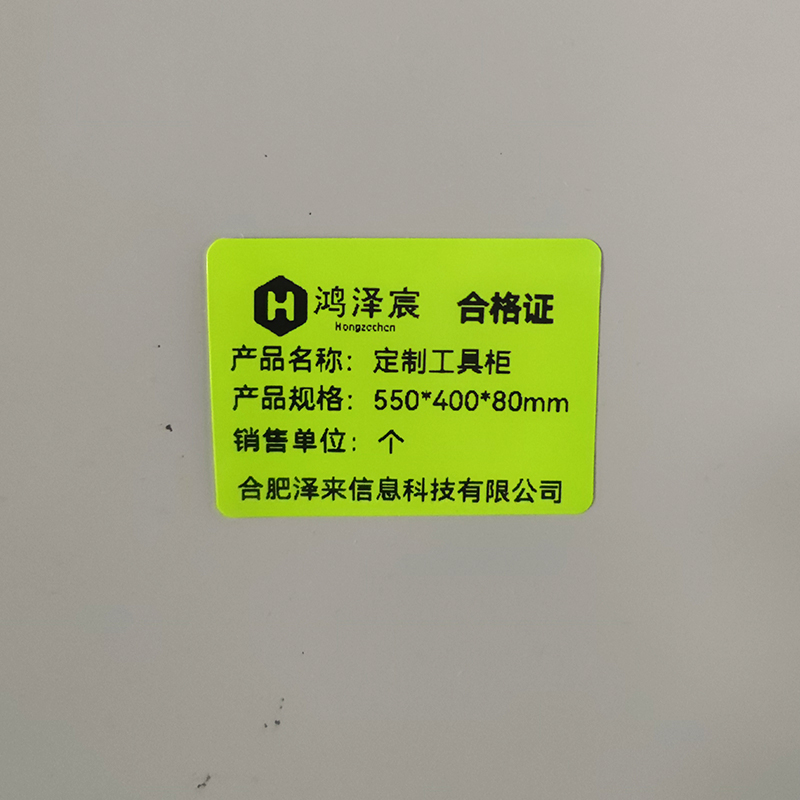 H 鸿泽宸 合格证
Hongzechen
产品名称：定制工具柜
产品规格：550*400*80mm
销售单位：个
合肥泽来信息科技有限公司